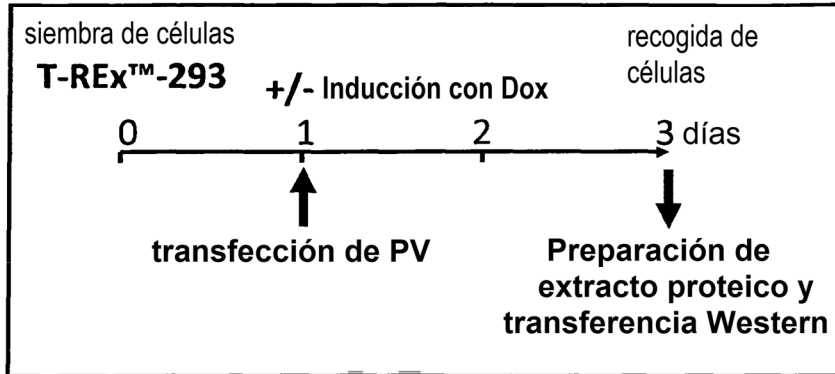 siembra de células
T-REx™-293
+/- Inducción con Dox
recogida de
células
0 1 2 3 días
transfección de PV
Preparación de
extracto proteico y
transferencia Western